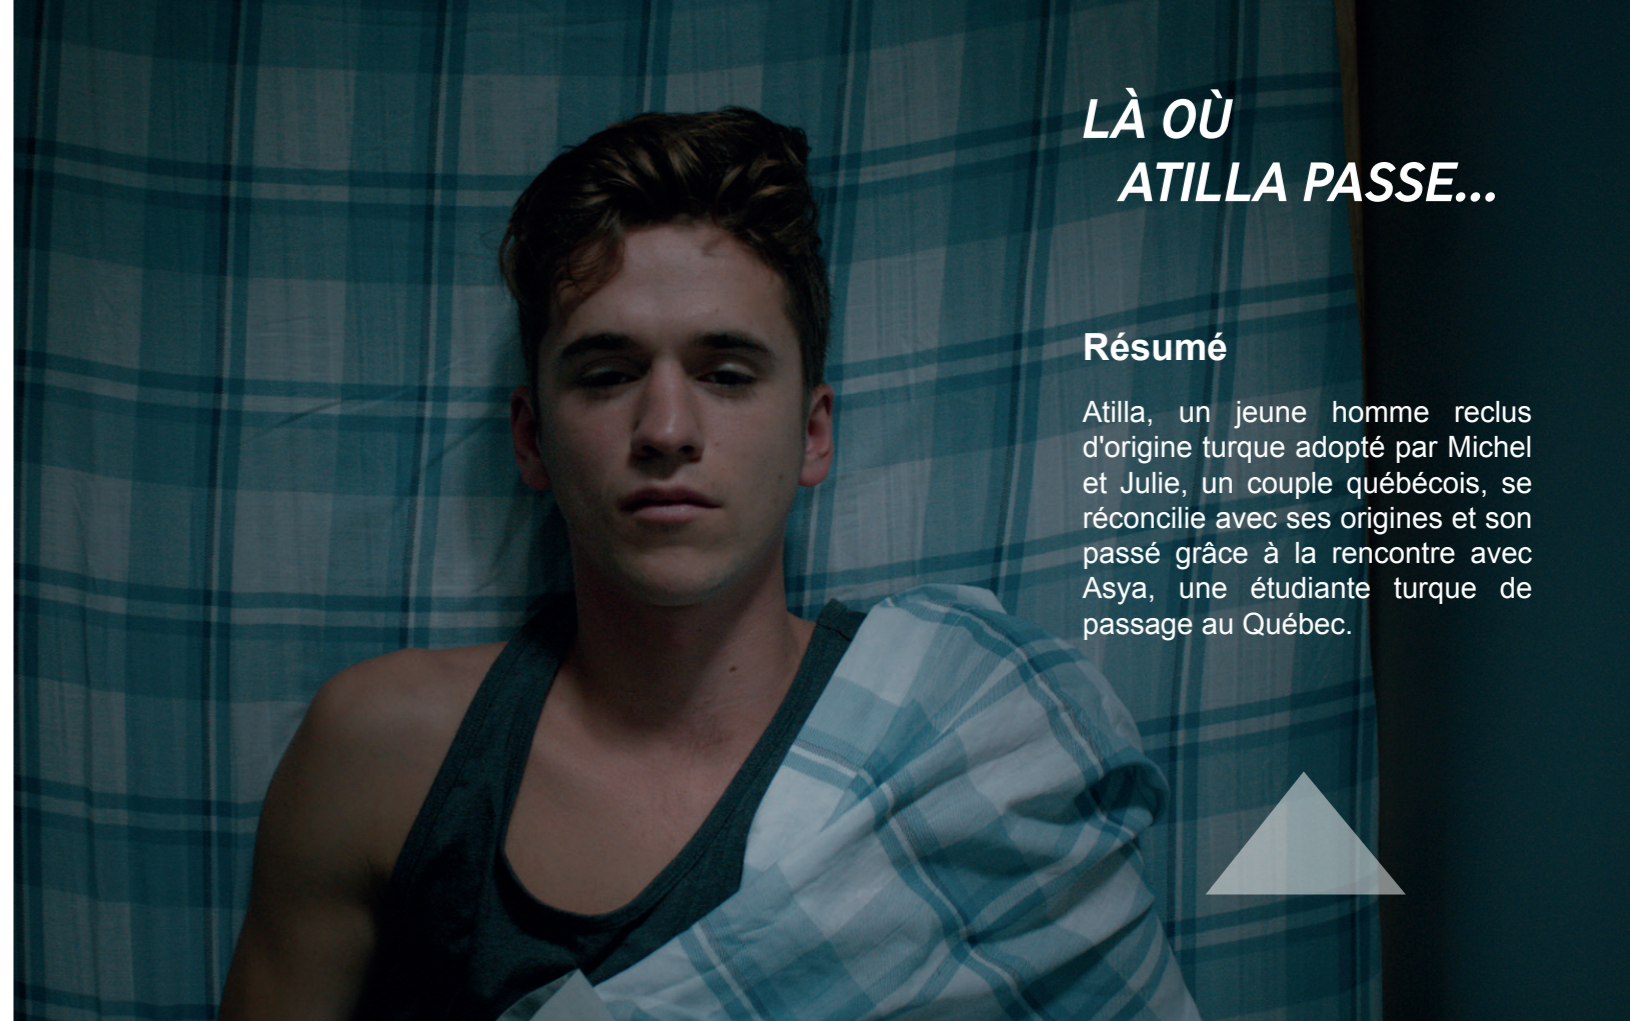 LÀ OÙ
ATILLA PASSE...
Résumé
Atilla, un jeune homme reclus
d'origine turque adopté par Michel
et Julie, un couple québécois, se
réconcilie avec ses origines et son
passé grâce à la rencontre avec
Asya, une étudiante turque de
passage au Québec.